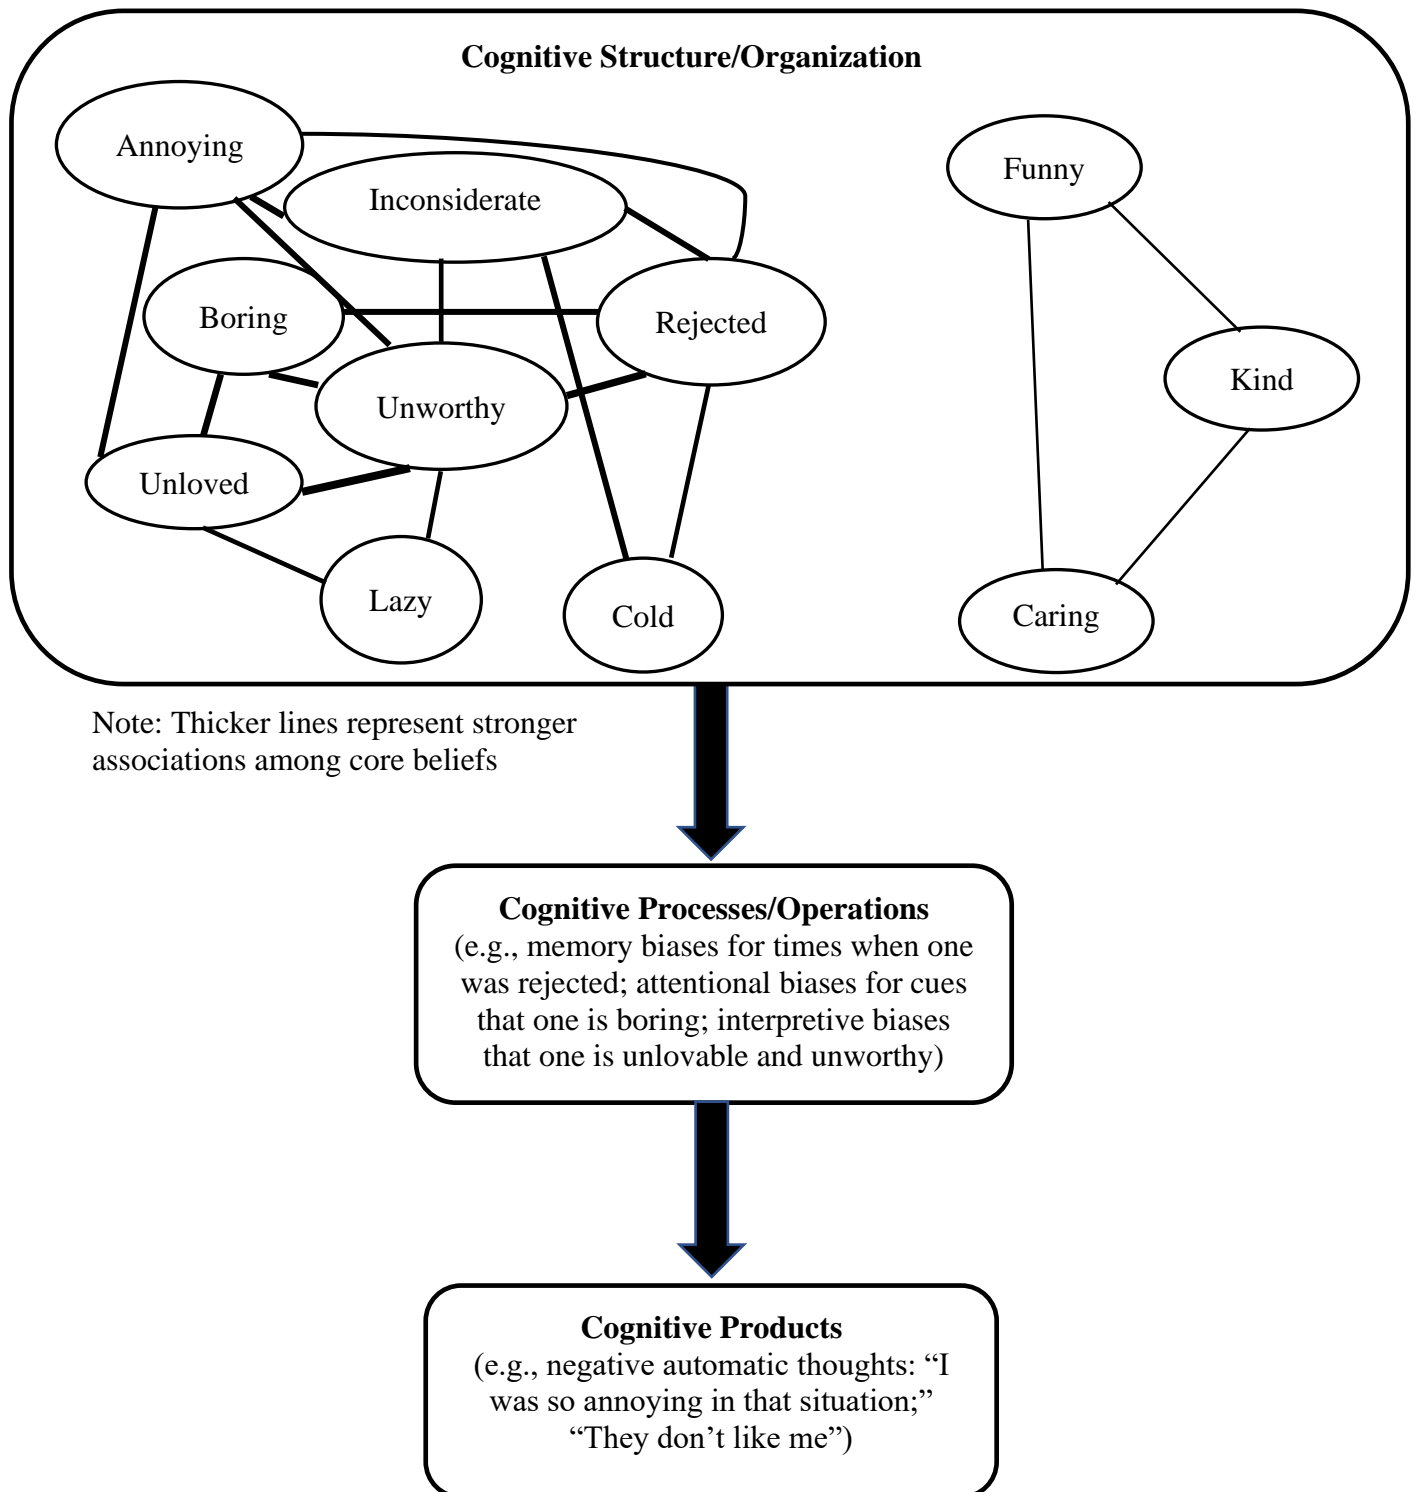 Cognitive Structure/Organization
Annoying
Inconsiderate
Funny
Boring
Rejected
Kind
Unworthy
Unloved
Lazy
Cold
Caring
Note: Thicker lines represent stronger
associations among core beliefs
Cognitive Processes/Operations
(e.g., memory biases for times when one
was rejected; attentional biases for cues
that one is boring; interpretive biases
that one is unlovable and unworthy)
Cognitive Products
(e.g., negative automatic thoughts: “I
was so annoying in that situation;”
“They don’t like me”)